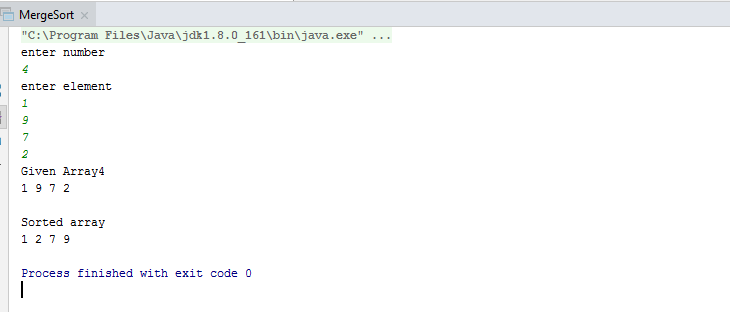 MergeSort
"C:\Program Files\Java\jdk1.8.0_161\bin\java.exe" ...
enter number
4
enter element
1
9
7
2
Given Array4
1 9 7 2
Sorted array
1 2 7 9
Process finished with exit code 0